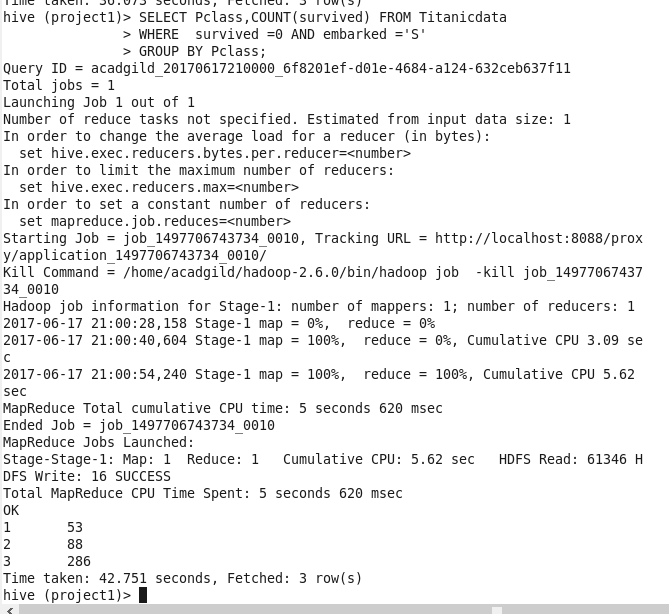 Time taken: 36.073 seconds, Fetched: 3 row(s)
hive (project1)> SELECT Pclass,COUNT(survived) FROM Titanicdata
               > WHERE  survived =0 AND embarked ='S'
               > GROUP BY Pclass;
Query ID = acadgild_20170617210000_6f8201ef-d01e-4684-a124-632ceb637f11
Total jobs = 1
Launching Job 1 out of 1
Number of reduce tasks not specified. Estimated from input data size: 1
In order to change the average load for a reducer (in bytes):
  set hive.exec.reducers.bytes.per.reducer=<number>
In order to limit the maximum number of reducers:
  set hive.exec.reducers.max=<number>
In order to set a constant number of reducers:
  set mapreduce.job.reduces=<number>
Starting Job = job_1497706743734_0010, Tracking URL = http://localhost:8088/prox
y/application_1497706743734_0010/
Kill Command = /home/acadgild/hadoop-2.6.0/bin/hadoop job  -kill job_14977067437
34_0010
Hadoop job information for Stage-1: number of mappers: 1; number of reducers: 1
2017-06-17 21:00:28,158 Stage-1 map = 0%,  reduce = 0%
2017-06-17 21:00:40,604 Stage-1 map = 100%,  reduce = 0%, Cumulative CPU 3.09 se
c
2017-06-17 21:00:54,240 Stage-1 map = 100%,  reduce = 100%, Cumulative CPU 5.62
sec
MapReduce Total cumulative CPU time: 5 seconds 620 msec
Ended Job = job_1497706743734_0010
MapReduce Jobs Launched:
Stage-Stage-1: Map: 1  Reduce: 1   Cumulative CPU: 5.62 sec   HDFS Read: 61346 H
DFS Write: 16 SUCCESS
Total MapReduce CPU Time Spent: 5 seconds 620 msec
OK
1       53
2       88
3       286
Time taken: 42.751 seconds, Fetched: 3 row(s)
hive (project1)>